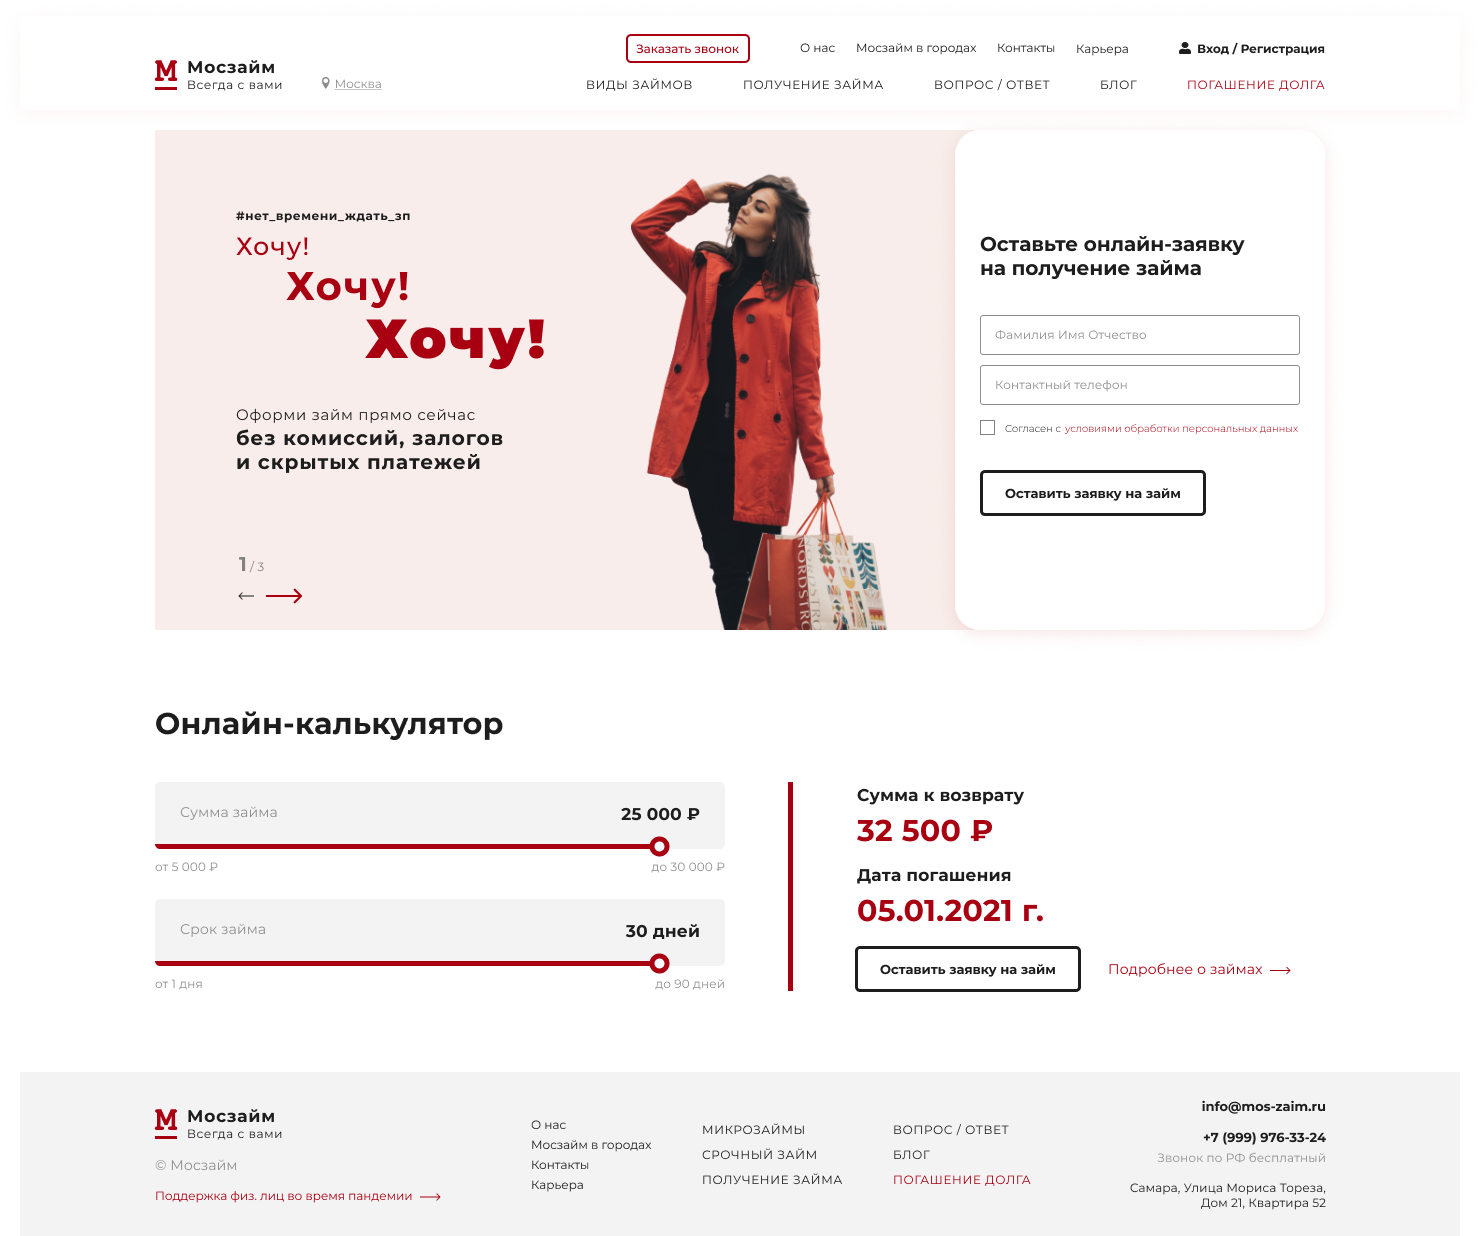 Заказать звонок
О нас
Мосзайм в городах
Контакты
Карьера
Вход / Регистрация
Мосзайм
Всегда с вами
Москва
ВИДЫ ЗАЙМОВ
ПОЛУЧЕНИЕ ЗАЙМА
ВОПРОС / ОТВЕТ
БЛОГ
ПОГАШЕНИЕ ДОЛГА
#нет_времени_ждать_зп
Хочу!
Хочу!
Хочу!
Оформи займ прямо сейчас
без комиссий, залогов
и скрытых платежей
1 / 3
NORDSTROM
Оставьте онлайн-заявку
на получение займа
Фамилия Имя Отчество
Контактный телефон
Согласен с условиями обработки персональных данных
Оставить заявку на займ
Онлайн-калькулятор
Сумма займа
25 000 ₽
от 5 000 ₽
до 30 000 ₽
Срок займа
30 дней
от 1 дня
до 90 дней
Сумма к возврату
32 500 ₽
Дата погашения
05.01.2021 г.
Оставить заявку на займ
Подробнее о займах
Мосзайм
Всегда с вами
© Мосзайм
Поддержка физ. лиц во время пандемии
О нас
Мосзайм в городах
Контакты
Карьера
МИКРОЗАЙМЫ
СРОЧНЫЙ ЗАЙМ
ПОЛУЧЕНИЕ ЗАЙМА
ВОПРОС / ОТВЕТ
БЛОГ
ПОГАШЕНИЕ ДОЛГА
info@mos-zaim.ru
+7 (999) 976-33-24
Звонок по РФ бесплатный
Самара, Улица Мориса Тореза,
Дом 21, Квартира 52